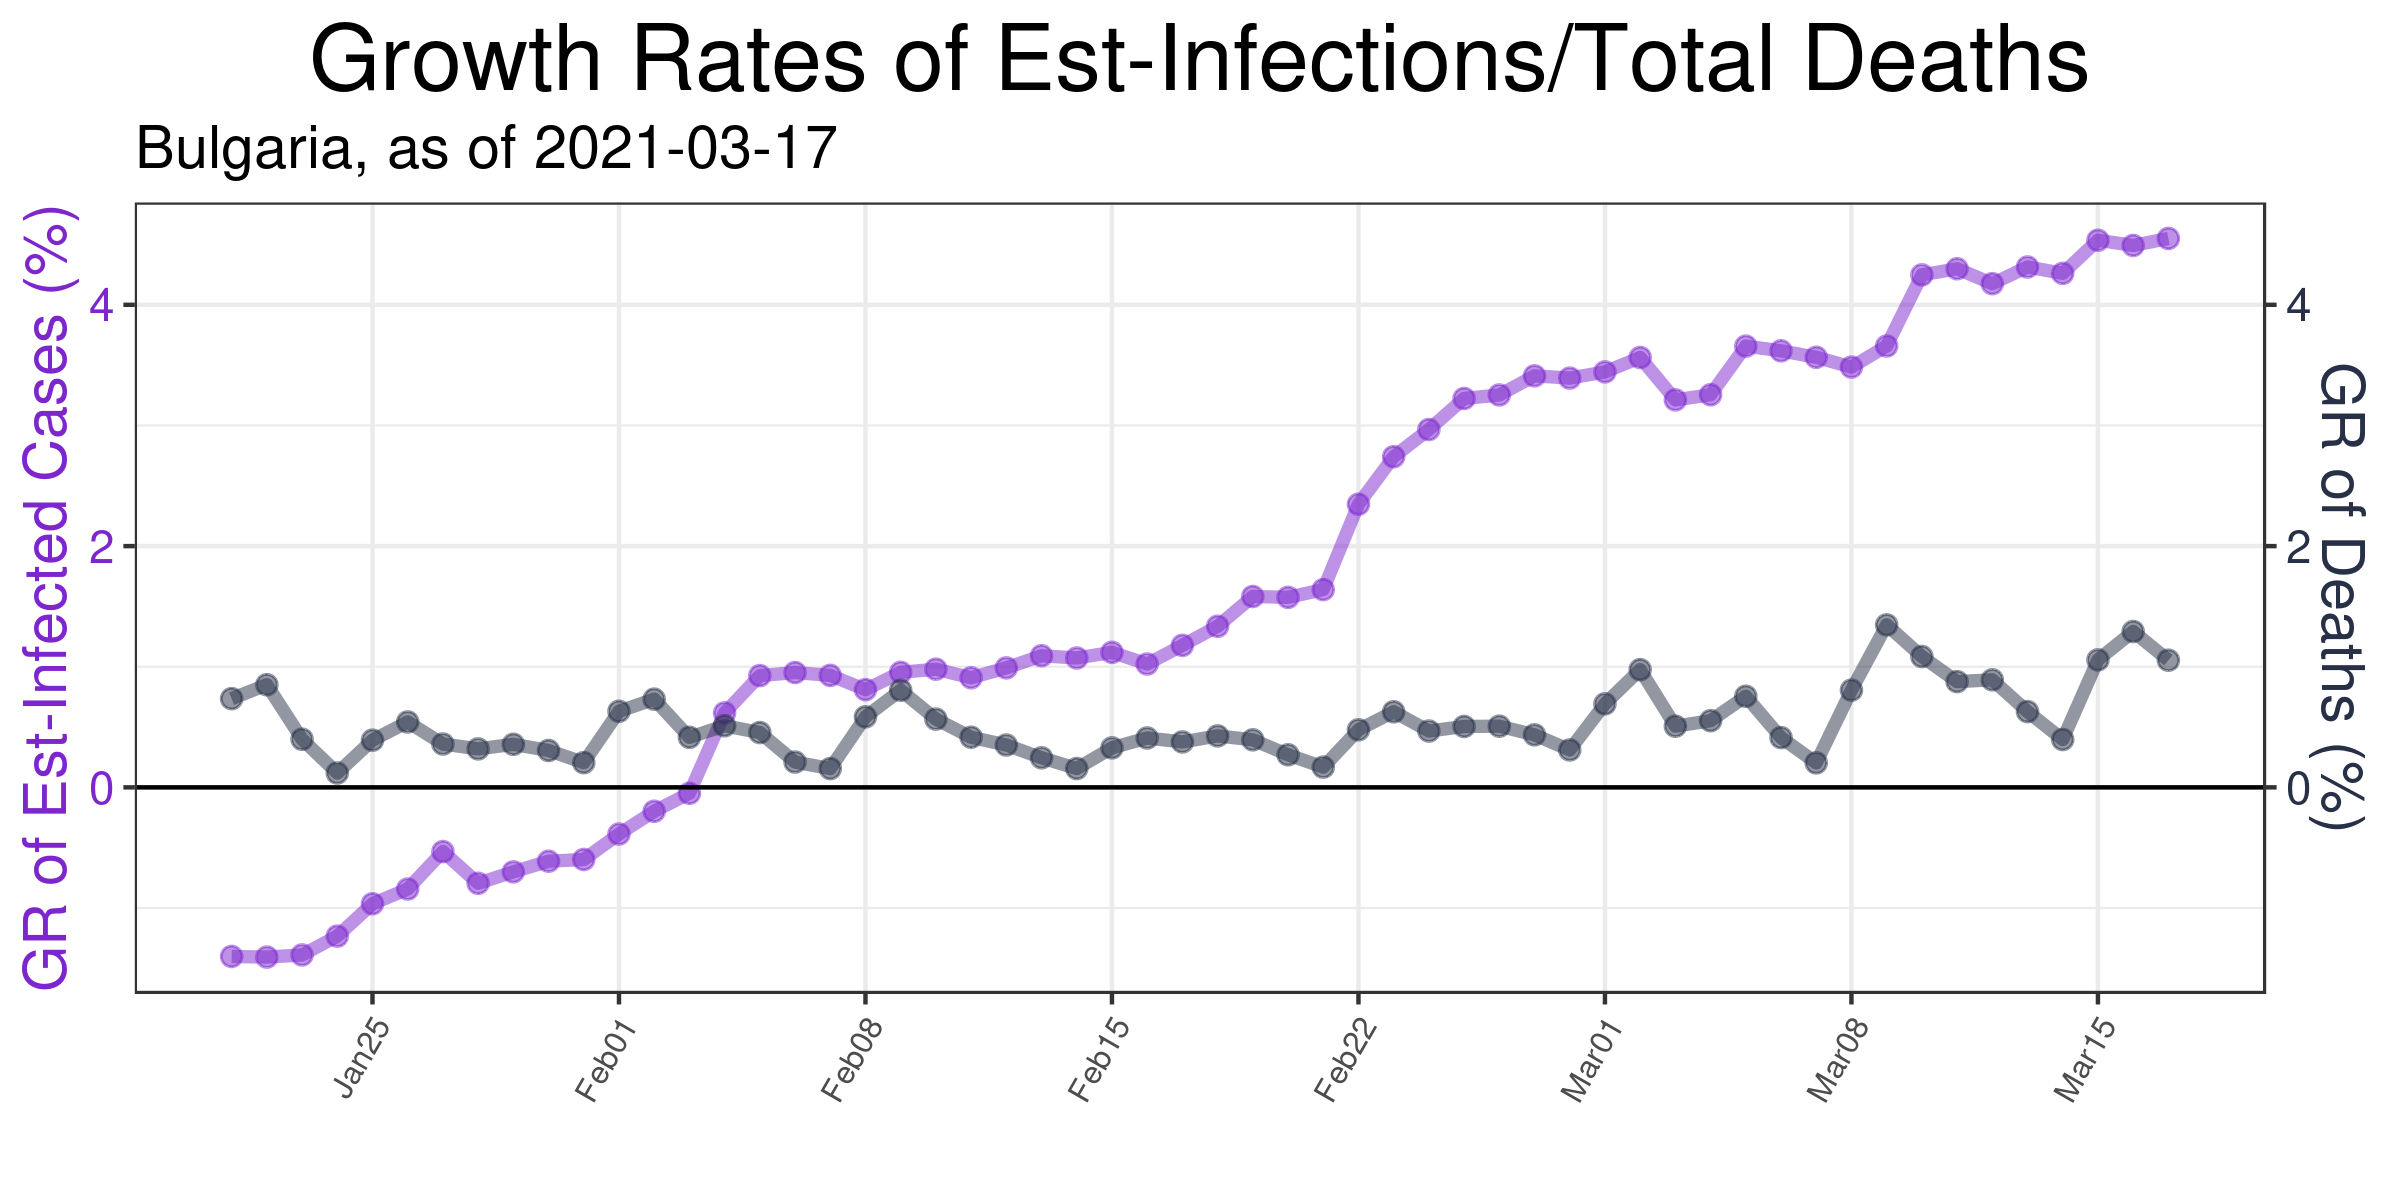 Growth Rates of Est-Infections/Total Deaths
Bulgaria, as of 2021-03-17
GR of Est-Infected Cases (%)
4
2
0
4
2
0
GR of Deaths (%)
Jan25
Feb01
Feb08
Feb15
Feb22
Mar01
Mar08
Mar15